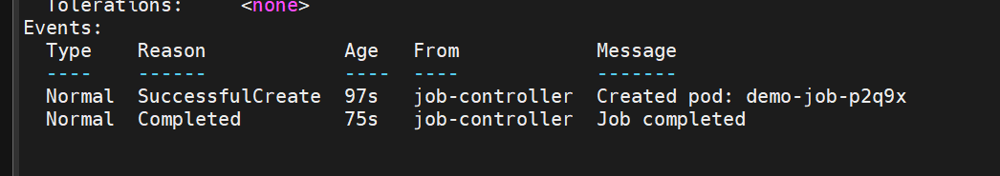 Tolerations:     <none>
Events:
  Type    Reason            Age   From            Message
  ----    ------            ----  ----            -------
  Normal  SuccessfulCreate  97s   job-controller  Created pod: demo-job-p2q9x
  Normal  Completed         75s   job-controller  Job completed